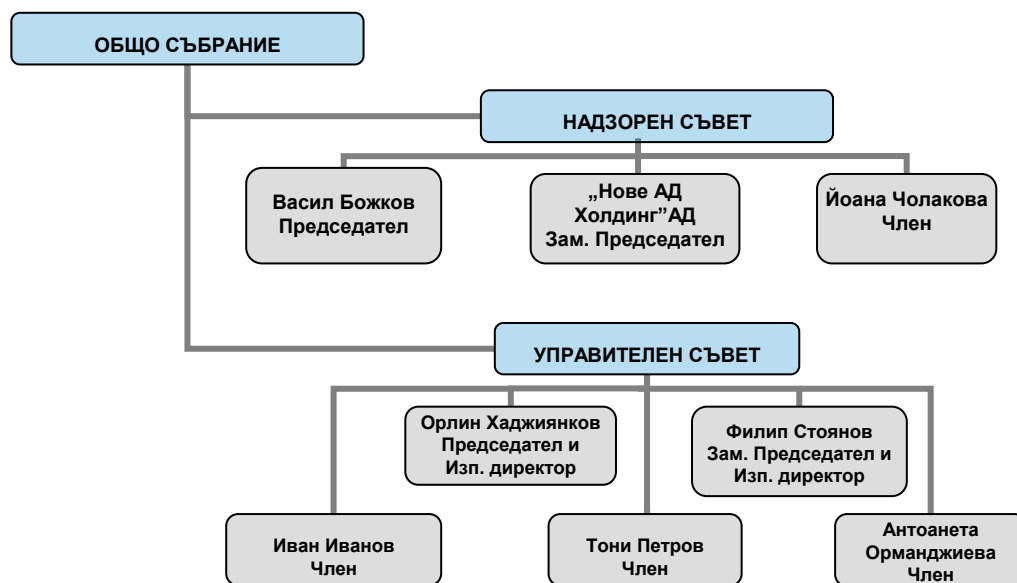 ОБЩО СЪБРАНИЕ
НАДЗОРЕН СЪВЕТ
Васил Божков
Председател
„Нове АД
Холдинг”АД
Зам. Председател
Йоана Чолакова
Член
УПРАВИТЕЛЕН СЪВЕТ
Орлин Хаджиянков
Председател и
Изп. директор
Филип Стоянов
Зам. Председател и
Изп. директор
Иван Иванов
Член
Тони Петров
Член
Антоанета
Орманджиева
Член